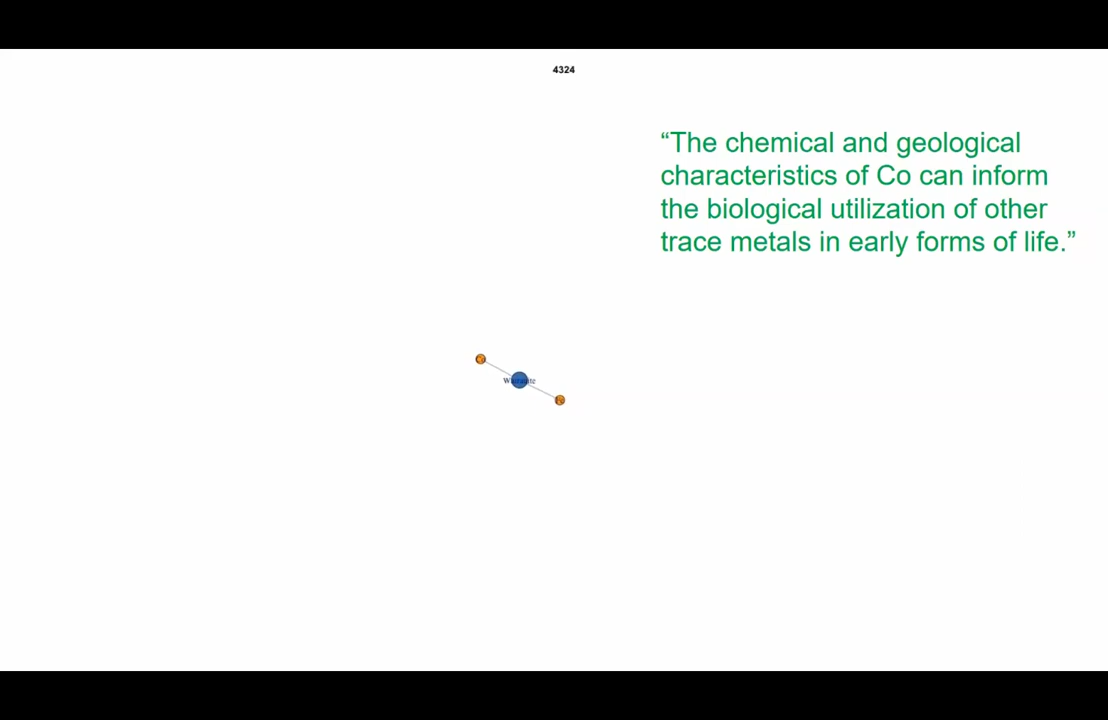 4324
“The chemical and geological
characteristics of Co can inform
the biological utilization of other
trace metals in early forms of life.”